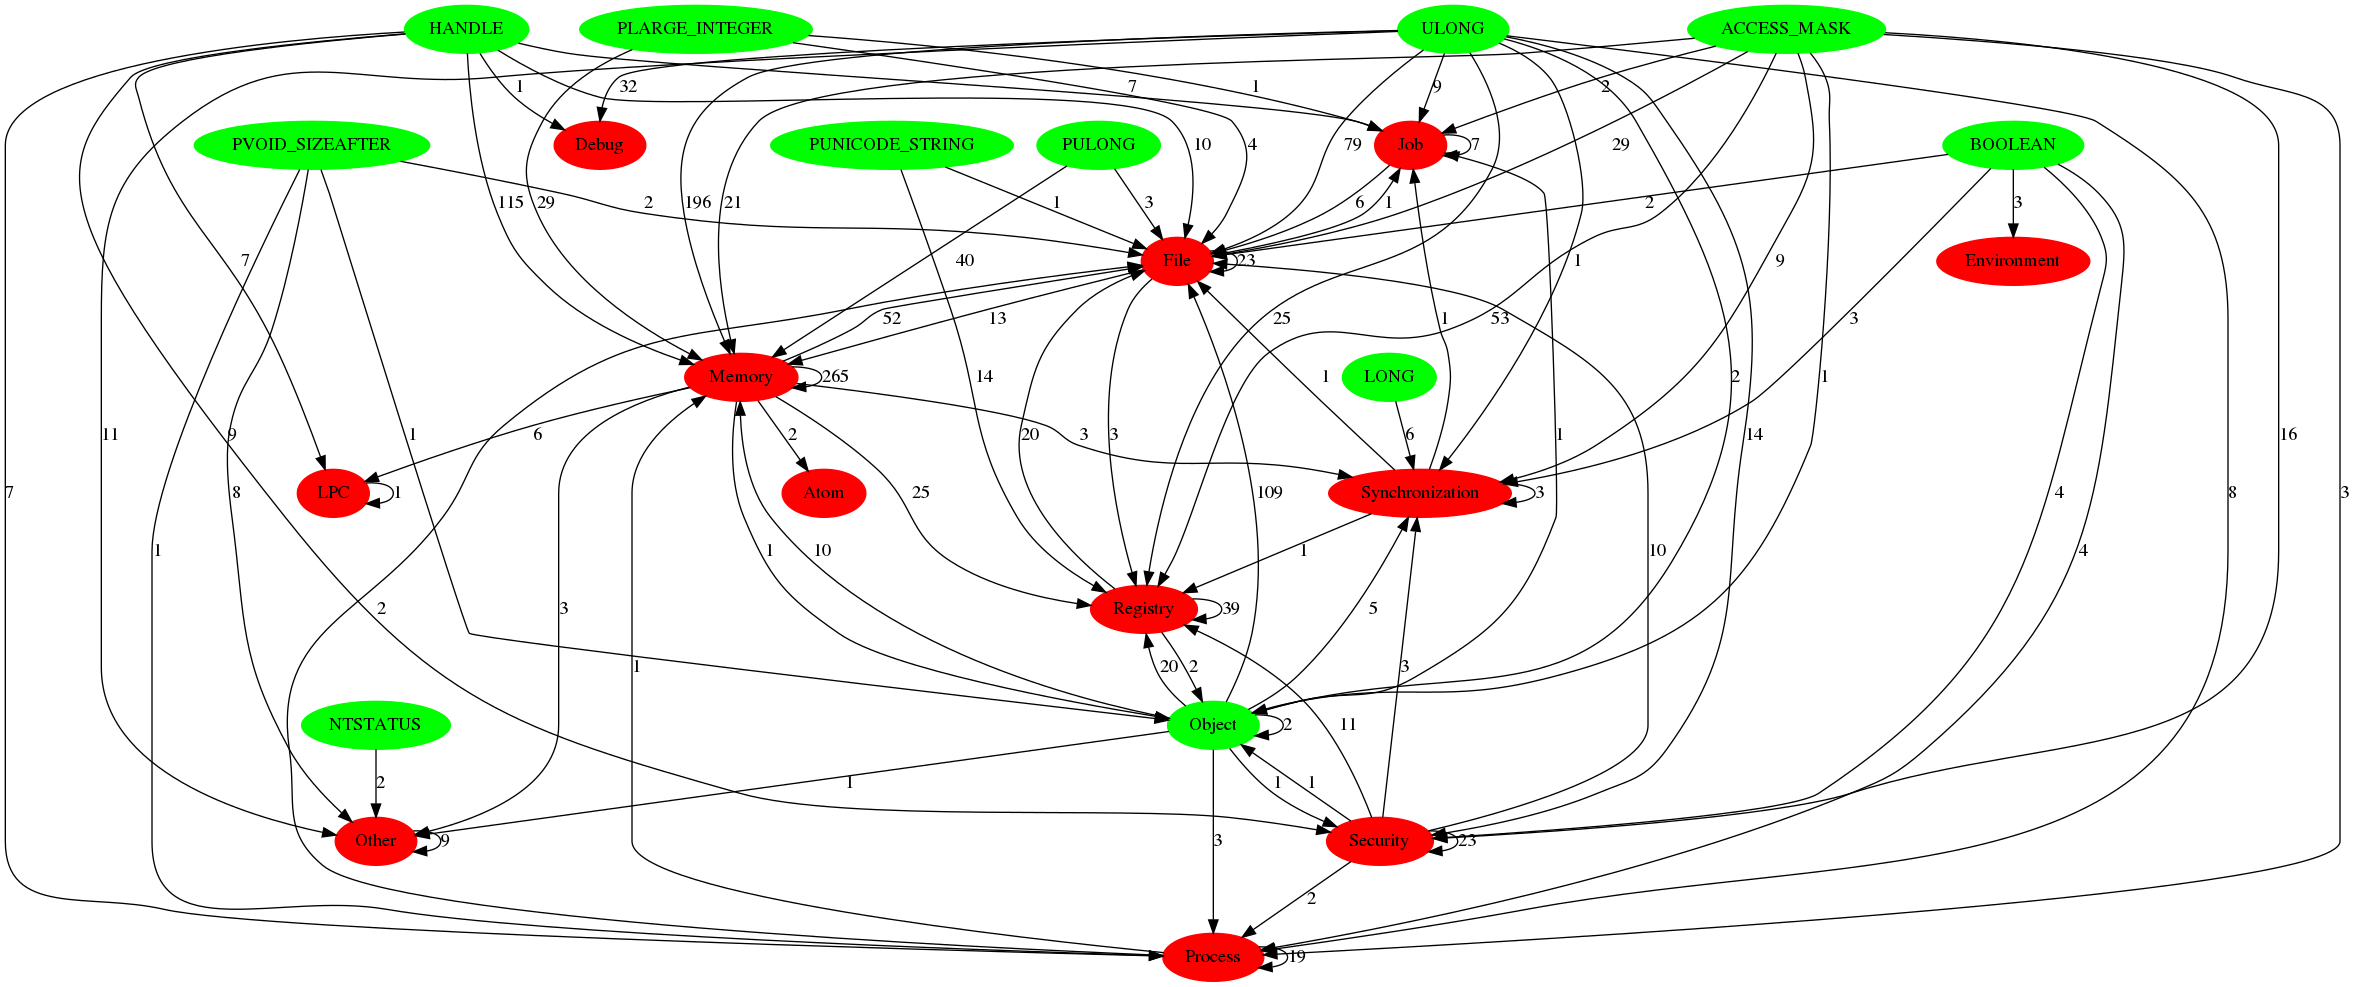 HANDLE PLARGE_INTEGER ULONG ACCESS_MASK
1 32 7 1 9 2
PVOID_SIZEAFTER Debug PUNICODE_STRING PULONG 10 4 79 Job 7 29 BOOLEAN
115 29 196 21 2 1 3 6 1 2 3
7 40 File 23 1 9 Environment
52 13 25 53 1 3
Memory 265 14 20 3 1 LONG 2 14 1
11 9 1 6 3 2 3 6 1 16
7 8 LPC 1 Atom 25 109 Synchronization 3 4 8 3
1 1 10 1 10 4
2 3 1 Registry 39 5
20 2 3
NTSTATUS Object 2 11
2 1 1 1
Other 9 3 Security 23
2
Process 19